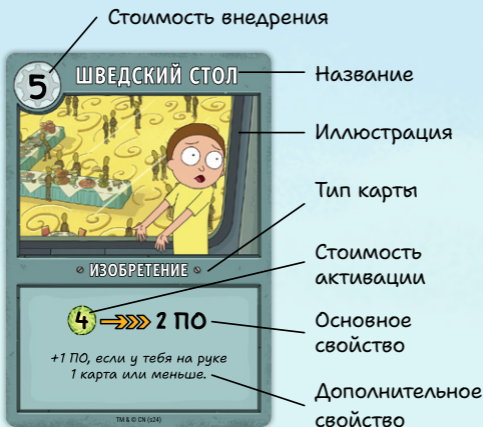 Стоимость внедрения
5
ШВЕДСКИЙ СТОЛ
Название
Иллюстрация
Тип карты
ИЗОБРЕТЕНИЕ
Стоимость
активации
4 2 ПО
Основное
свойство
+1 ПО, если у тебя на руке
1 карта или меньше.
Дополнительное
свойство
TM & © CN (s24)